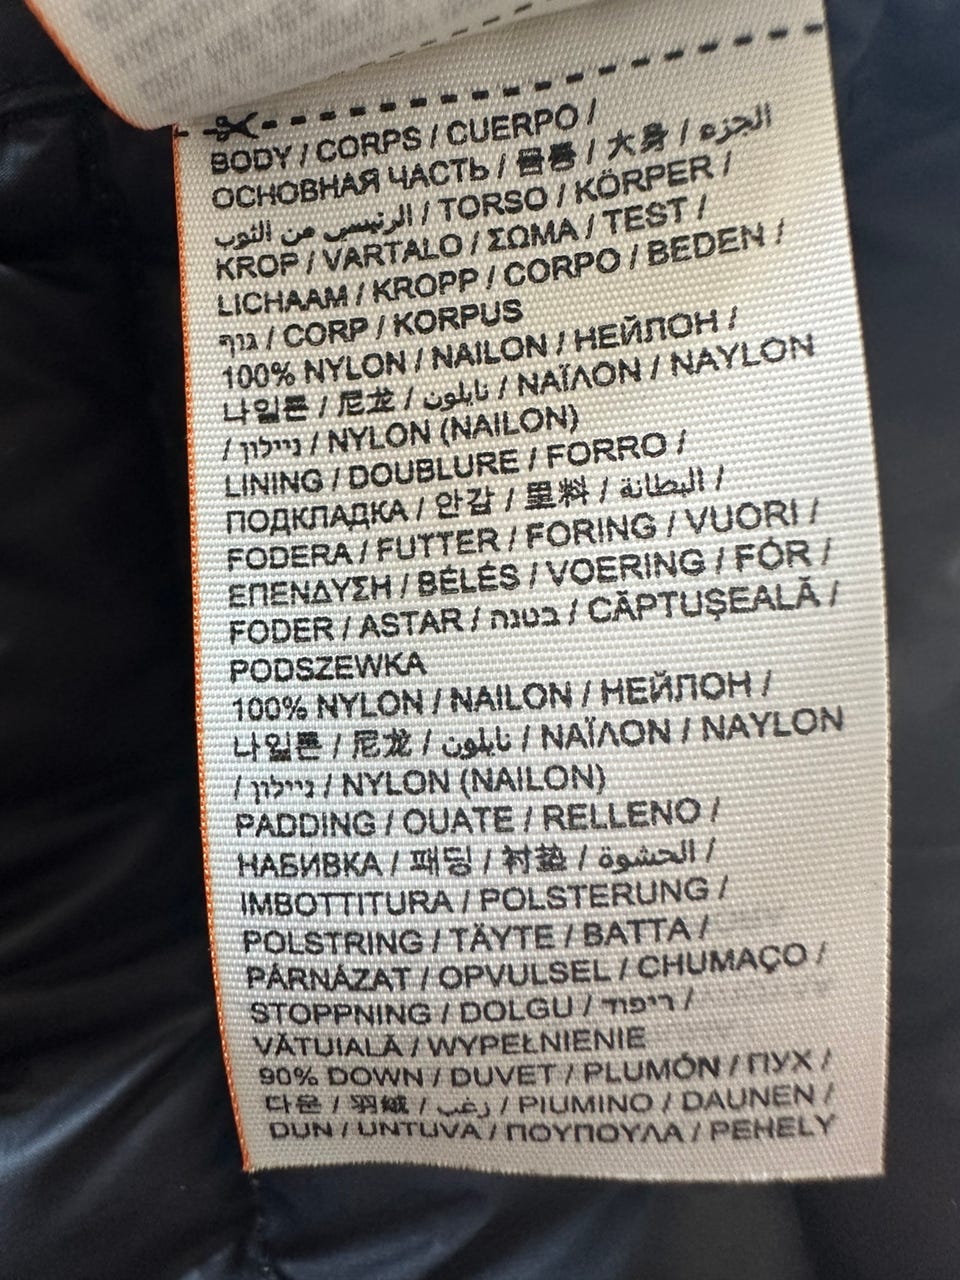 BODY / CORPS / CUERPO /
ОСНОВНАЯ ЧАСТЬ / 몸통 / 大身 / الجزء
الرئيسي من الثوب / TORSO / KÖRPER /
KROP / VARTALO / ΣΩΜΑ / TEST /
LICHAAM / KROPP / CORPO / BEDEN /
גוף / CORP / KORPUS
100% NYLON / NAILON / НЕЙЛОН /
나일론 / 尼龙 / نايلون / ΝΑΪΛΟΝ / NAYLON
/ ניילון / NYLON (NAILON)
LINING / DOUBLURE / FORRO /
ПОДКЛАДКА / 안감 / 里料 / البطانة /
FODERA / FUTTER / FORING / VUORI /
ΕΠΕΝΔΥΣΗ / BÉLÉS / VOERING / FÔR /
FODER / ASTAR / בטנה / CĂPTUŞEALĂ /
PODSZEWKA
100% NYLON / NAILON / НЕЙЛОН /
나일론 / 尼龙 / نايلون / ΝΑΪΛΟΝ / NAYLON
/ ניילון / NYLON (NAILON)
PADDING / OUATE / RELLENO /
НАБИВКА / 패딩 / 衬垫 / الحشوة /
IMBOTTITURA / POLSTERUNG /
POLSTRING / TÄYTE / BATTA /
PÁRNÁZAT / OPVULSEL / CHUMAÇO /
STOPPNING / DOLGU / ריפוד /
VĂTUIALĂ / WYPEŁNIENIE
90% DOWN / DUVET / PLUMÓN / ПУХ /
다운 / 羽绒 / زغب / PIUMINO / DAUNEN /
DUN / UNTUVA / ΠΟΥΠΟΥΛΑ / PEHELY